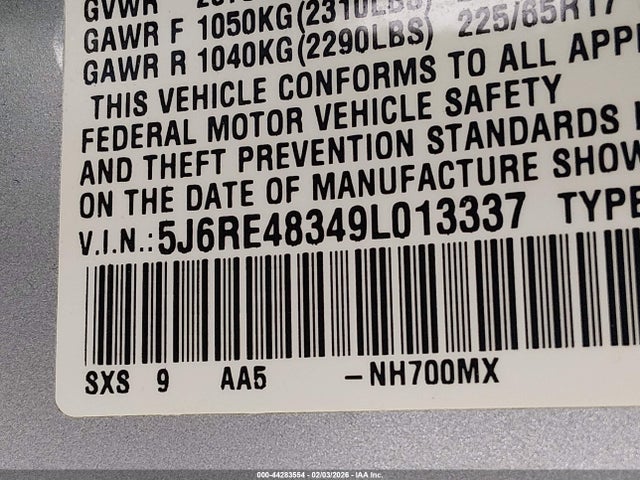 GVWR
GAWR F 1050KG(2310LBS)
GAWR R 1040KG(2290LBS) 225/65R17
THIS VEHICLE CONFORMS TO ALL APPL
FEDERAL MOTOR VEHICLE SAFETY
AND THEFT PREVENTION STANDARDS
ON THE DATE OF MANUFACTURE SHOW
V.I.N.: 5J6RE48349L013337 TYPE
SXS 9 AA5 -NH700MX
000-44283554 | 02/03/2026 - IAA Inc.